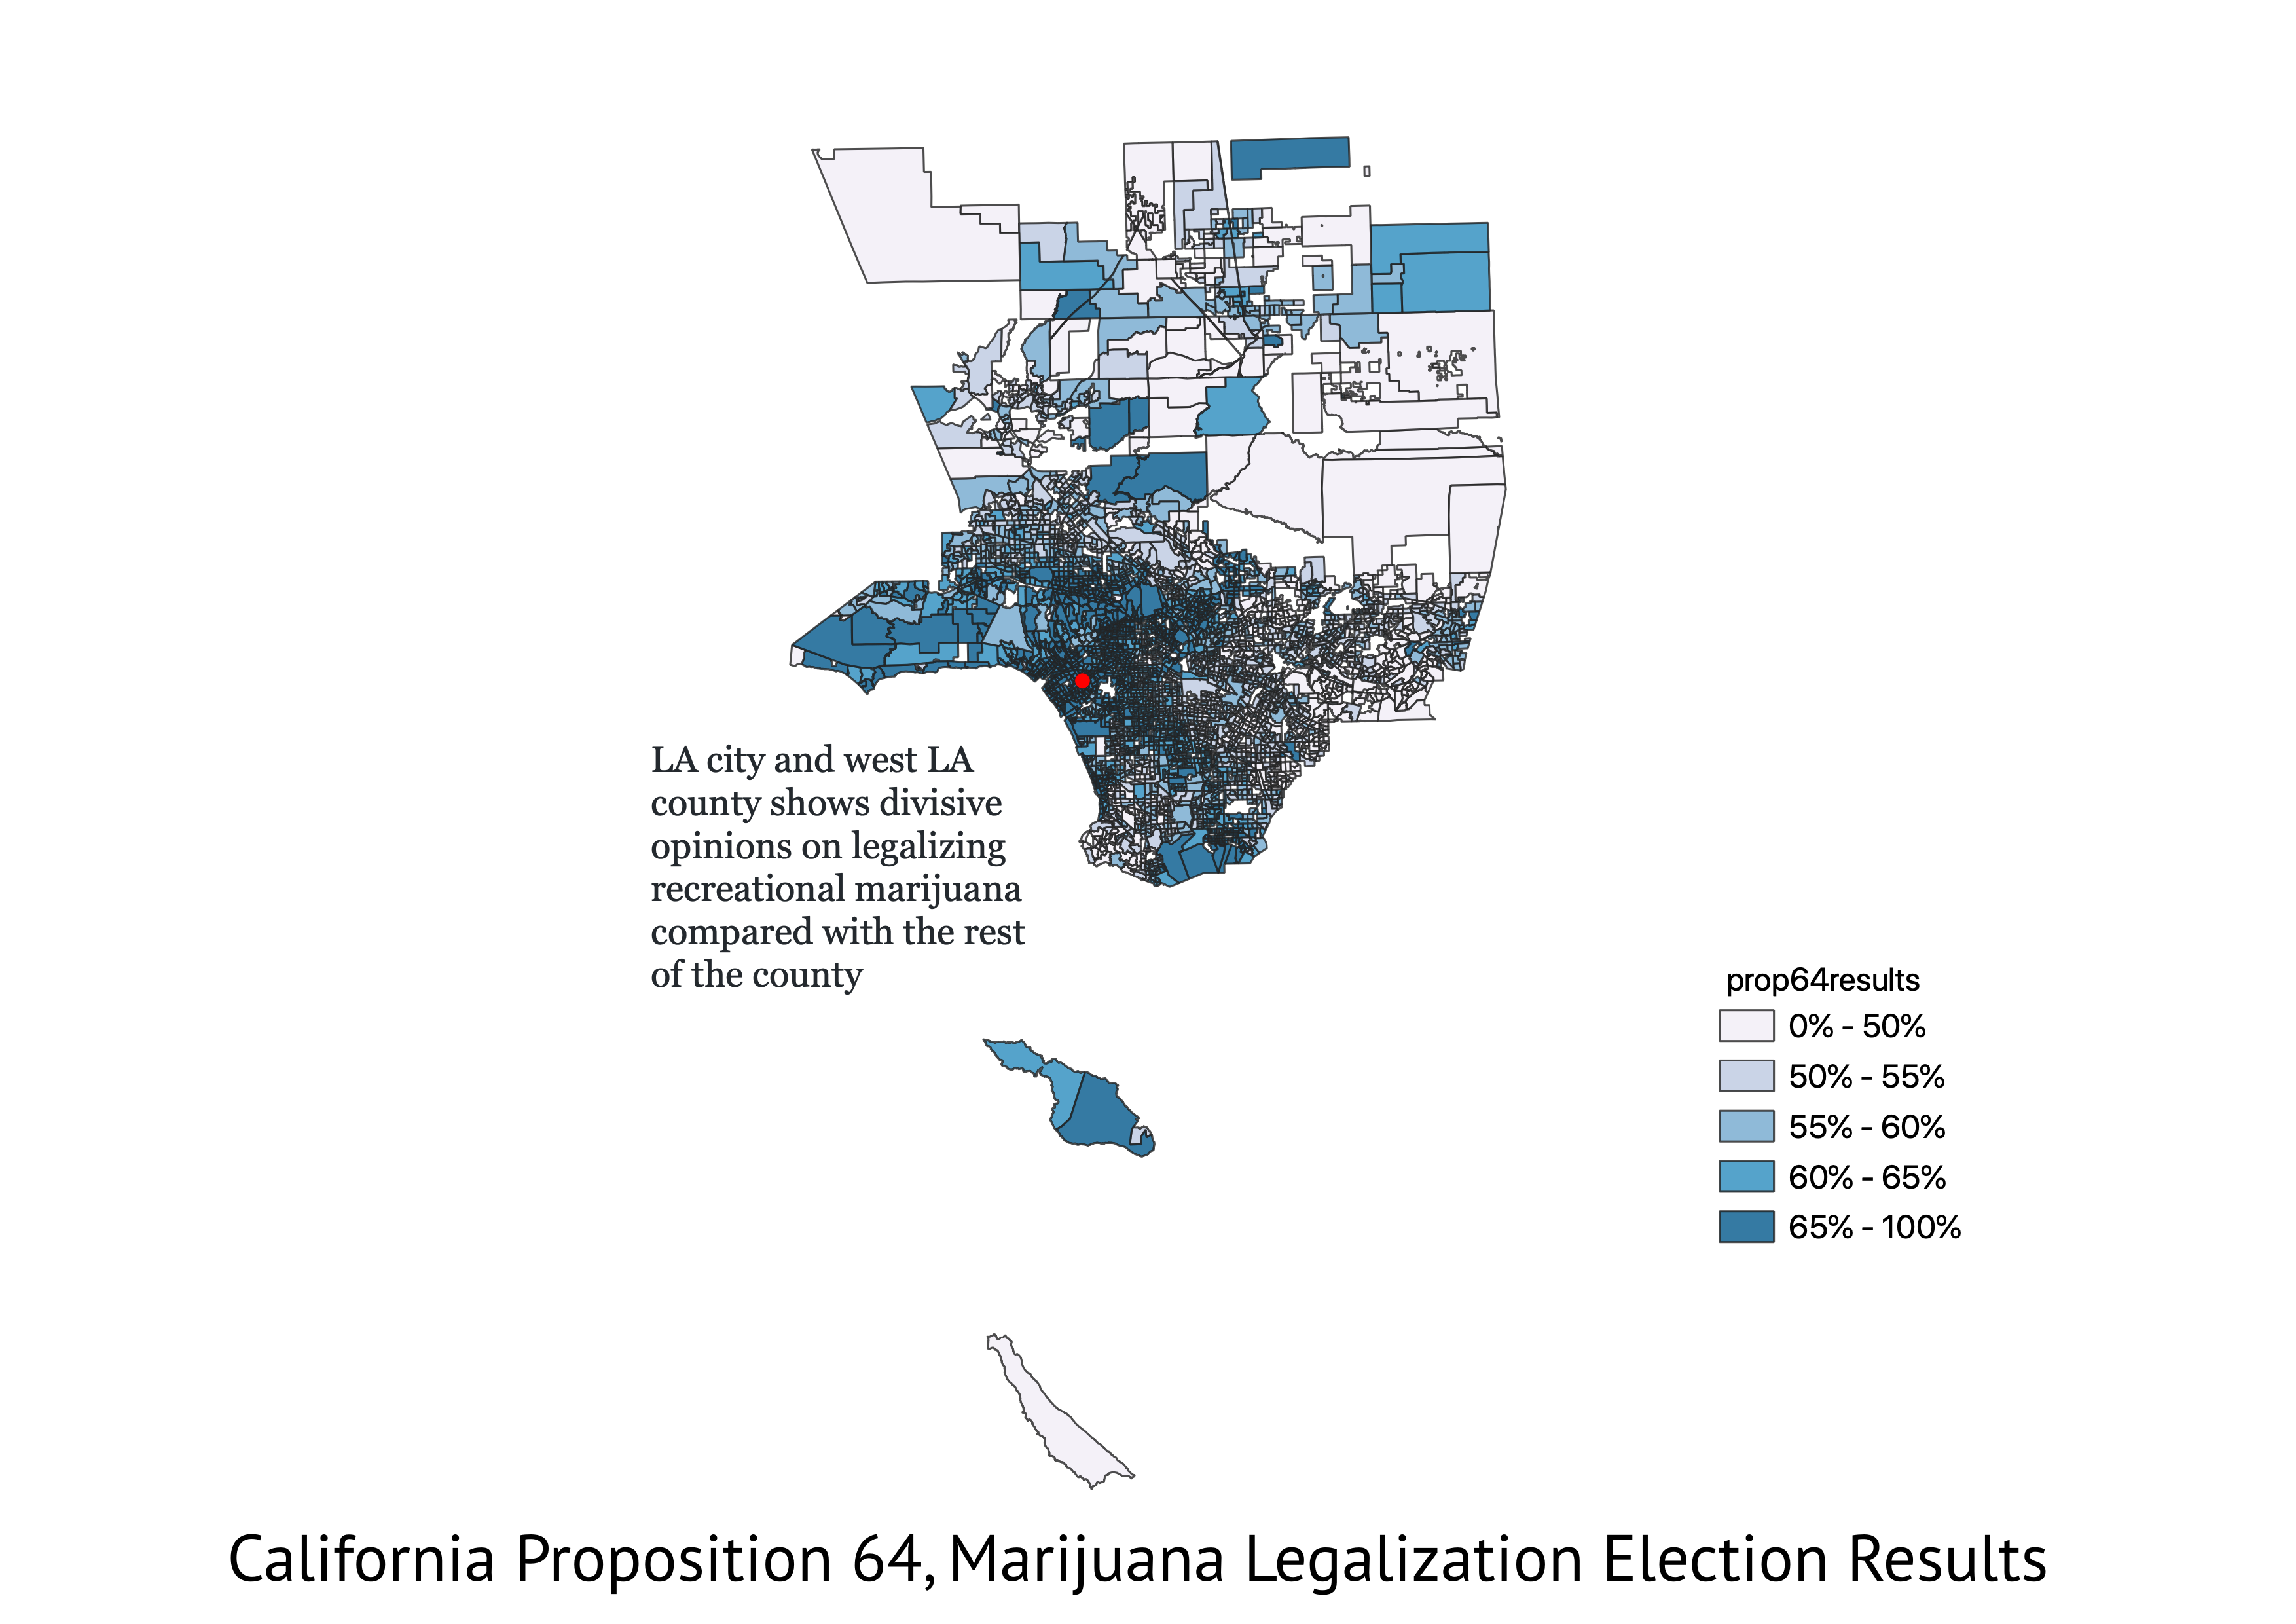 LA city and west LA
county shows divisive
opinions on legalizing
recreational marijuana
compared with the rest
of the county
prop64results
0% - 50%
50% - 55%
55% - 60%
60% - 65%
65% - 100%
California Proposition 64, Marijuana Legalization Election Results